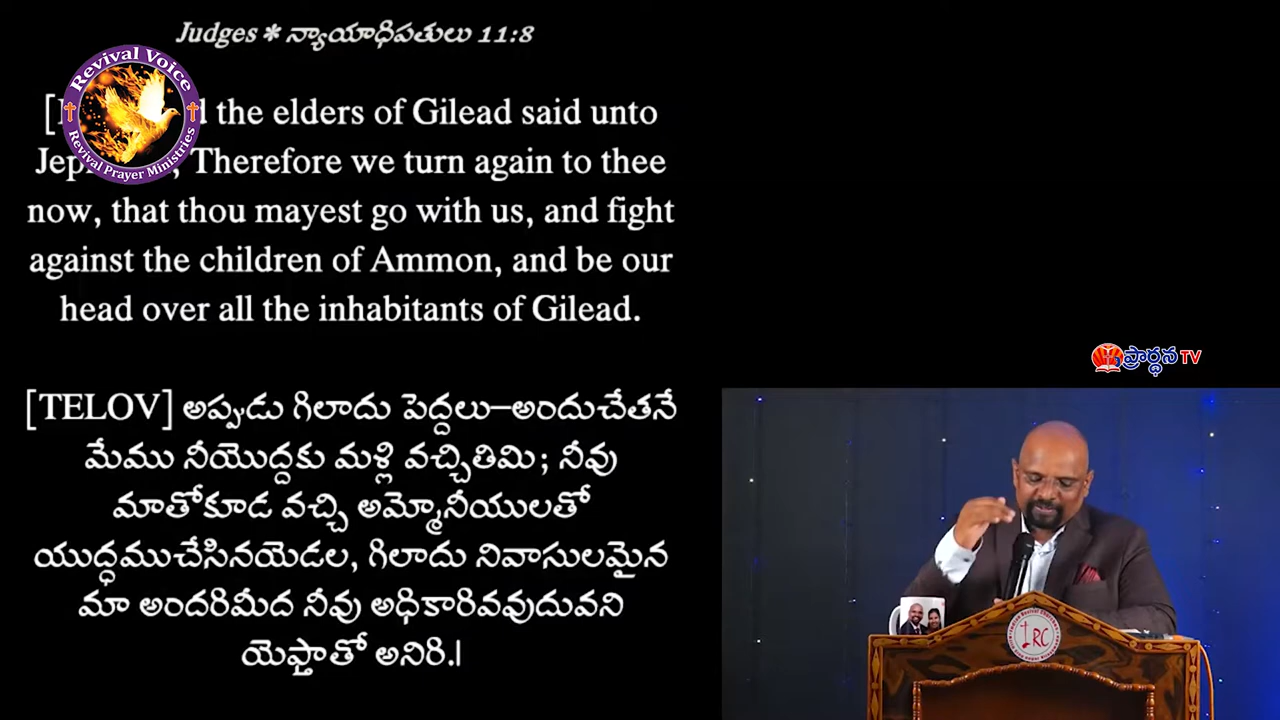 Judges * న్యాయాధిపతులు 11:8
the elders of Gilead said unto
Therefore we turn again to thee
now, that thou mayest go with us, and fight
against the children of Ammon, and be our
head over all the inhabitants of Gilead.
[TELOV] అప్పుడు గిలాదు పెద్దలు–అందుచేతనే
మేము నీయొద్దకు మళ్లి వచ్చితివిు; నీవు
మాతోకూడ వచ్చి అమ్మోనీయులతో
యుద్ధముచేసినయెడల, గిలాదు నివాసులమైన
మా అందరిమీద నీవు అధికారివవుదువని
యెఫ్తాతో అనిరి.
Revival Voice
Revival Prayer Ministries
ప్రార్థన TV
IRC